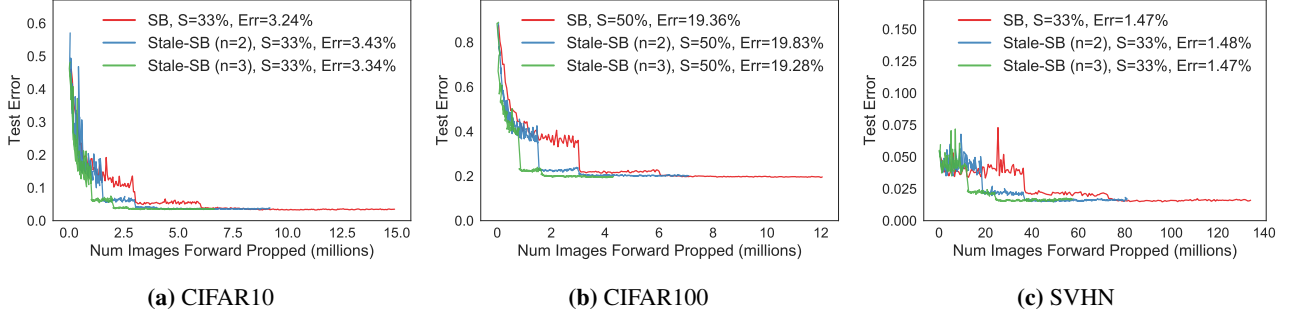 SB, S=33%, Err=3.24%
Stale-SB (n=2), S=33%, Err=3.43%
Stale-SB (n=3), S=33%, Err=3.34%
Test Error
0.6
0.5
0.4
0.3
0.2
0.1
0.0
0.0 2.5 5.0 7.5 10.0 12.5 15.0
Num Images Forward Propped (millions)
(a) CIFAR10
SB, S=50%, Err=19.36%
Stale-SB (n=2), S=50%, Err=19.83%
Stale-SB (n=3), S=50%, Err=19.28%
Test Error
0.8
0.6
0.4
0.2
0.0
0 2 4 6 8 10 12
Num Images Forward Propped (millions)
(b) CIFAR100
SB, S=33%, Err=1.47%
Stale-SB (n=2), S=33%, Err=1.48%
Stale-SB (n=3), S=33%, Err=1.47%
Test Error
0.150
0.125
0.100
0.075
0.050
0.025
0.000
0 20 40 60 80 100 120 140
Num Images Forward Propped (millions)
(c) SVHN